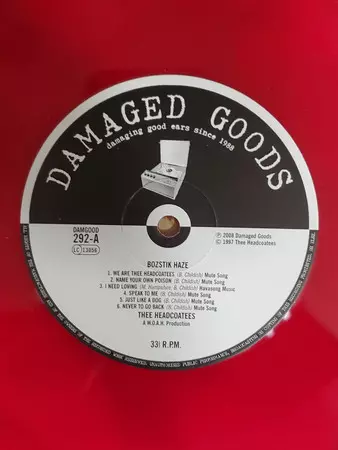 DAMAGED GOODS
damaging good ears since 1988
DAMGOOD
292-A
LC 13856
℗ 2008 Damaged Goods
© 1997 Thee Headcoatees
BOZSTIK HAZE
1. WE ARE THEE HEADCOATEES (B. Childish) Mute Song
2. NAME YOUR OWN POISON (B. Childish) Mute Song
3. I NEED LOVING (N. Hampshire, B. Childish) Havasong Music
4. SPEAK TO ME (B. Childish) Mute Song
5. JUST LIKE A DOG (B. Childish) Mute Song
6. NEVER TO GO BACK (B. Childish) Mute Song
THEE HEADCOATEES
A M.O.A.H. Production
33⅓ R.P.M.